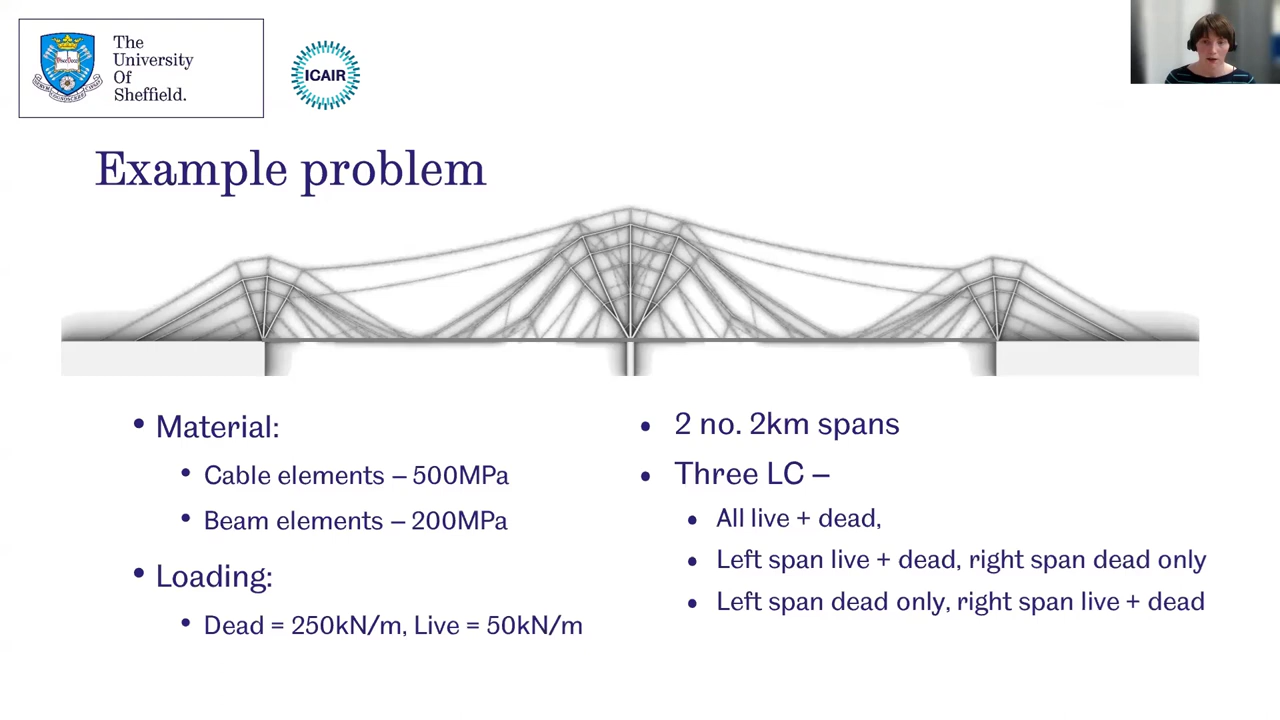 The
University
Of
Sheffield.
ICAIR
Example problem
• Material:
• Cable elements – 500MPa
• Beam elements – 200MPa
• Loading:
• Dead = 250kN/m, Live = 50kN/m
• 2 no. 2km spans
• Three LC –
• All live + dead,
• Left span live + dead, right span dead only
• Left span dead only, right span live + dead